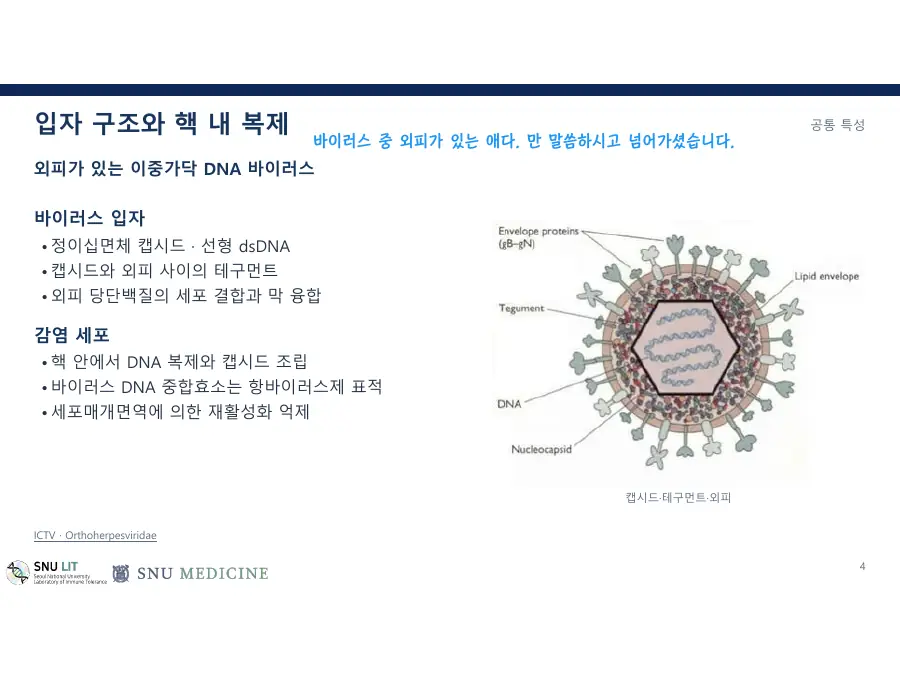 입자 구조와 핵 내 복제
공통 특성
바이러스 중 외피가 있는 애다. 만 말씀하시고 넘어가셨습니다.
외피가 있는 이중가닥 DNA 바이러스
바이러스 입자
•정이십면체 캡시드 · 선형 dsDNA
•캡시드와 외피 사이의 테구먼트
•외피 당단백질의 세포 결합과 막 융합
감염 세포
•핵 안에서 DNA 복제와 캡시드 조립
•바이러스 DNA 중합효소는 항바이러스제 표적
•세포매개면역에 의한 재활성화 억제
Envelope proteins
(gB–gN)
Lipid envelope
Tegument
DNA
Nucleocapsid
캡시드·테구먼트·외피
ICTV · Orthoherpesviridae
SNU LIT
Seoul National University
Laboratory of Immune Tolerance
SNU MEDICINE
4